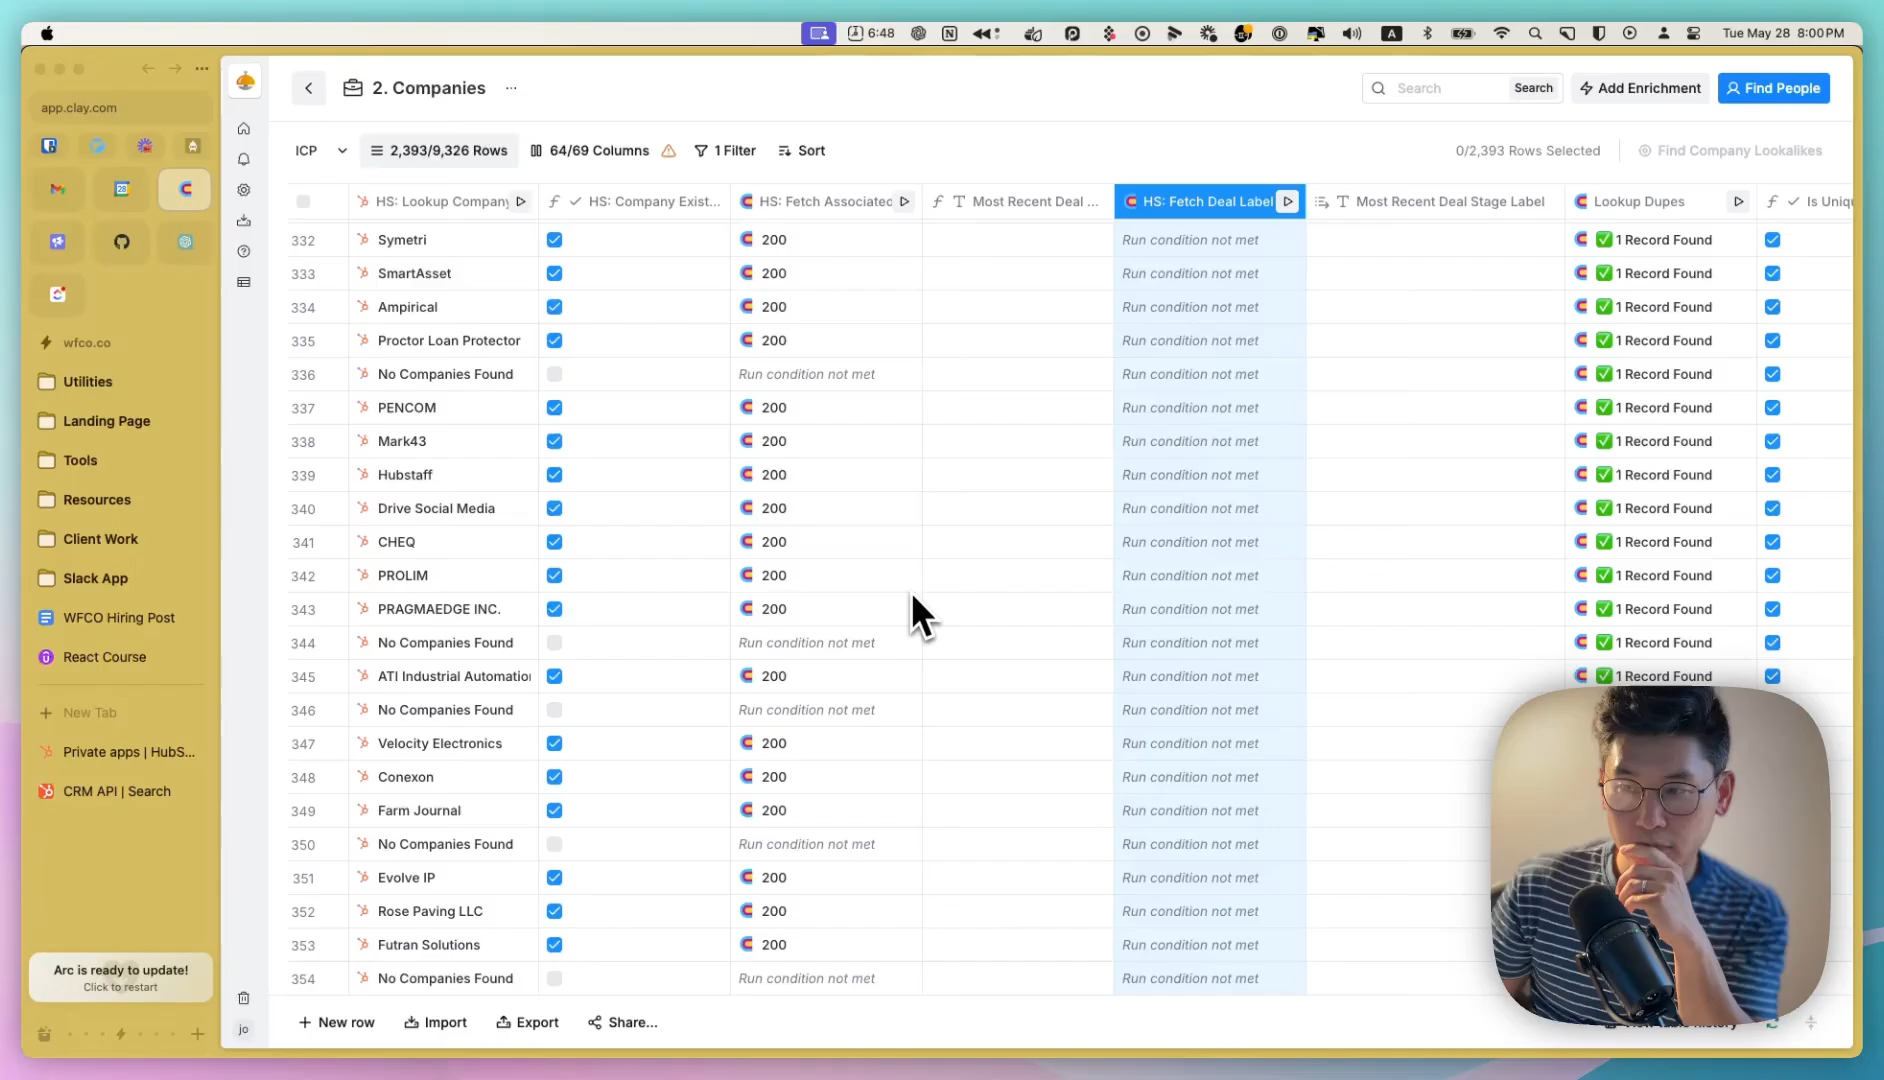 6:48
A
Tue May 28 8:00PM
app.clay.com
2. Companies
Search
Search
Add Enrichment
Find People
ICP
2,393/9,326 Rows
64/69 Columns
1 Filter
Sort
0/2,393 Rows Selected
Find Company Lookalikes
HS: Lookup Company
HS: Company Exist...
HS: Fetch Associated
Most Recent Deal ...
HS: Fetch Deal Label
Most Recent Deal Stage Label
Lookup Dupes
Is Uniqu
332 Symetri 200 Run condition not met 1 Record Found
333 SmartAsset 200 Run condition not met 1 Record Found
334 Ampirical 200 Run condition not met 1 Record Found
335 Proctor Loan Protector 200 Run condition not met 1 Record Found
336 No Companies Found Run condition not met Run condition not met 1 Record Found
337 PENCOM 200 Run condition not met 1 Record Found
338 Mark43 200 Run condition not met 1 Record Found
339 Hubstaff 200 Run condition not met 1 Record Found
340 Drive Social Media 200 Run condition not met 1 Record Found
341 CHEQ 200 Run condition not met 1 Record Found
342 PROLIM 200 Run condition not met 1 Record Found
343 PRAGMAEDGE INC. 200 Run condition not met 1 Record Found
344 No Companies Found Run condition not met Run condition not met 1 Record Found
345 ATI Industrial Automation 200 Run condition not met 1 Record Found
346 No Companies Found Run condition not met Run condition not met
347 Velocity Electronics 200 Run condition not met
348 Conexon 200 Run condition not met
349 Farm Journal 200 Run condition not met
350 No Companies Found Run condition not met Run condition not met
351 Evolve IP 200 Run condition not met
352 Rose Paving LLC 200 Run condition not met
353 Futran Solutions 200 Run condition not met
354 No Companies Found Run condition not met Run condition not met
New row
Import
Export
Share...
28
wfco.co
Utilities
Landing Page
Tools
Resources
Client Work
Slack App
WFCO Hiring Post
React Course
New Tab
Private apps | HubS...
CRM API | Search
Arc is ready to update!
Click to restart
jo